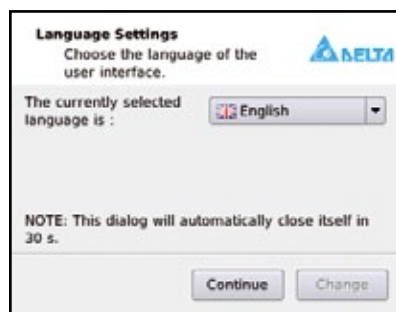 Language Settings
Choose the language of the
user interface.
DELTA
The currently selected
language is :
English
NOTE: This dialog will automatically close itself in
30 s.
Continue
Change